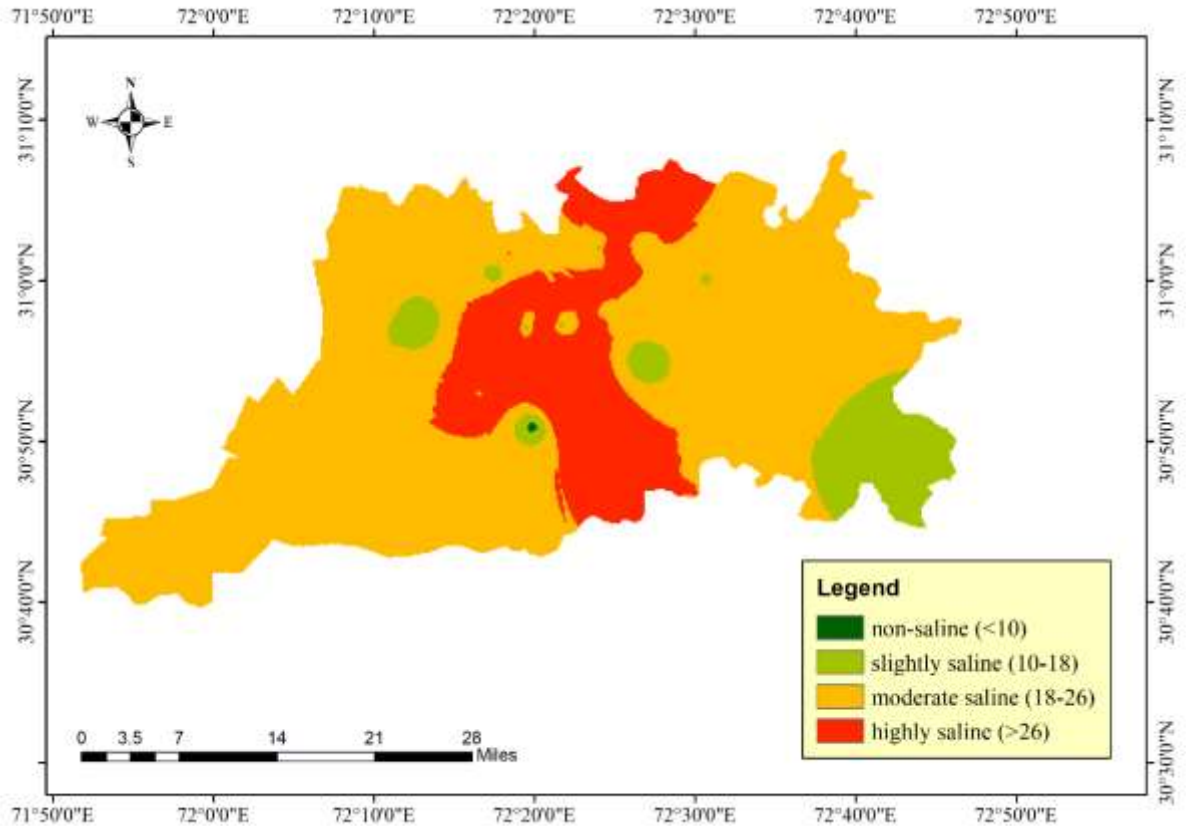 71°50'0"E 72°0'0"E 72°10'0"E 72°20'0"E 72°30'0"E 72°40'0"E 72°50'0"E
N
W E
S
31°10'0"N 31°10'0"N
31°0'0"N 31°0'0"N
30°50'0"N 30°50'0"N
30°40'0"N 30°40'0"N
30°30'0"N 30°30'0"N
Legend
non-saline (<10)
slightly saline (10-18)
moderate saline (18-26)
highly saline (>26)
0 3.5 7 14 21 28
Miles
71°50'0"E 72°0'0"E 72°10'0"E 72°20'0"E 72°30'0"E 72°40'0"E 72°50'0"E